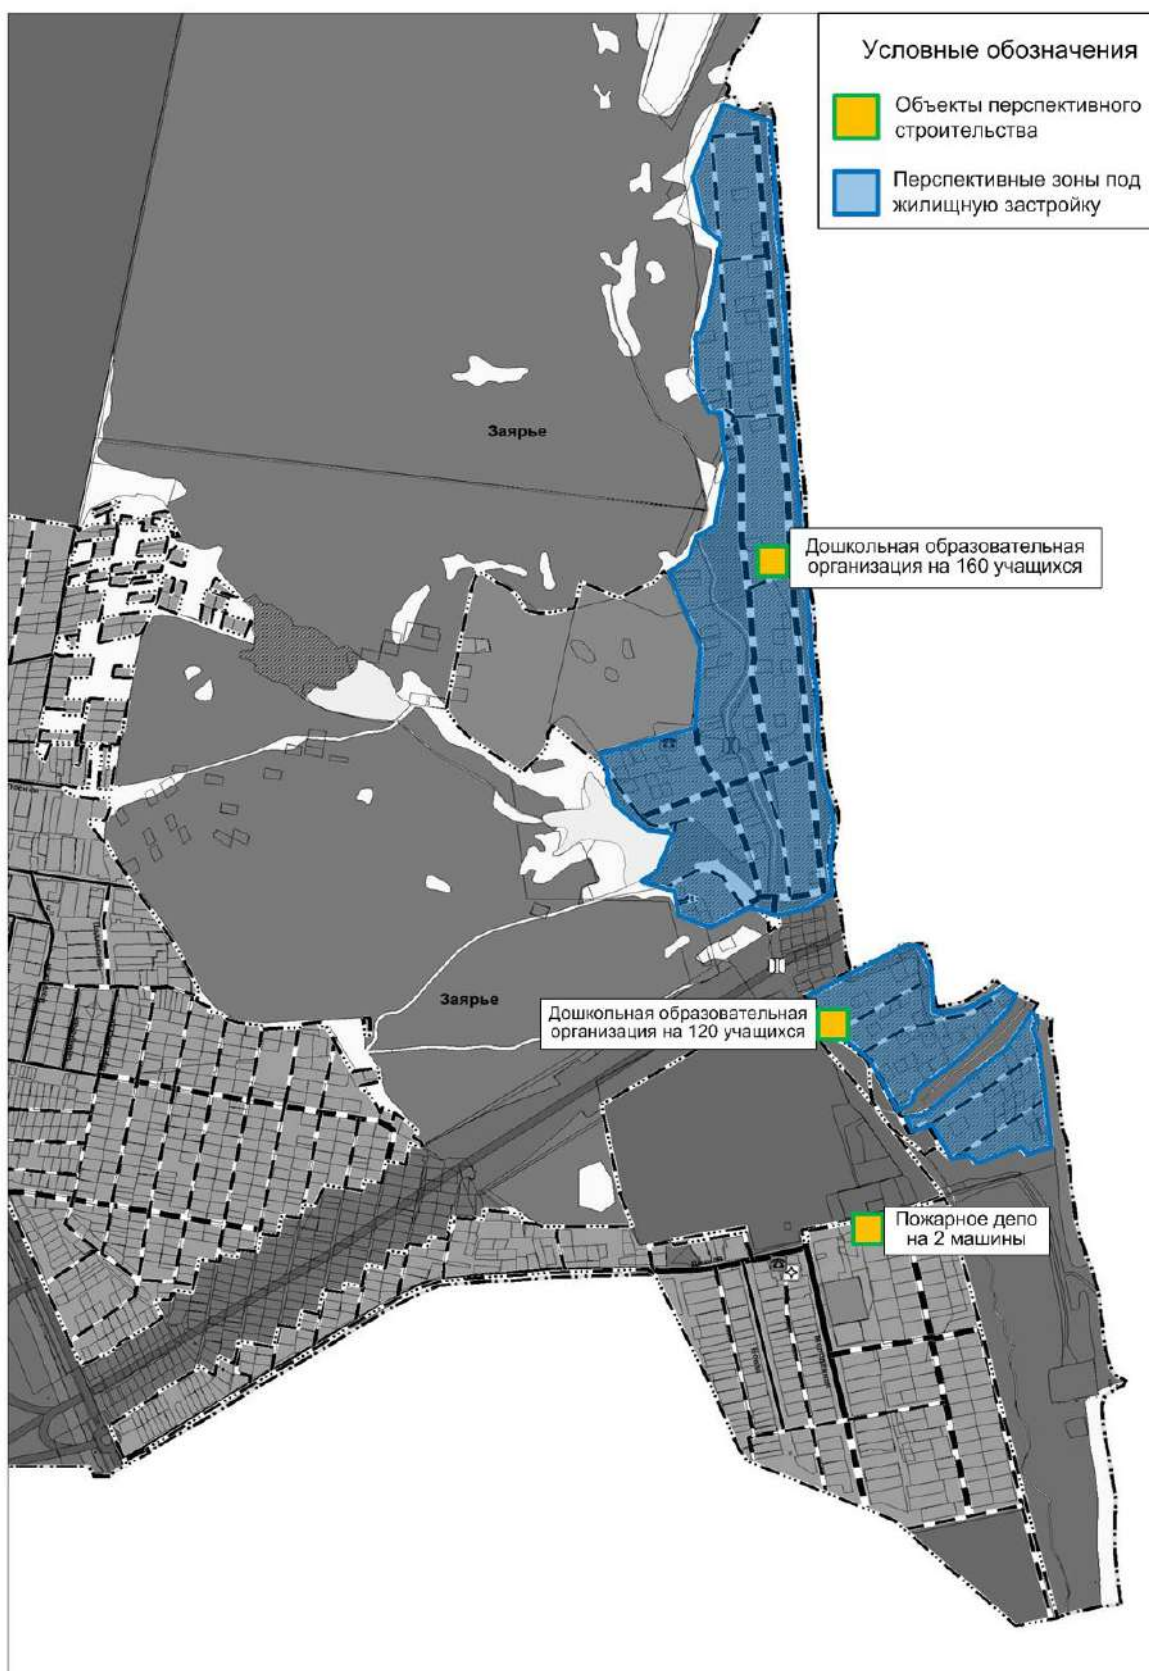 Условные обозначения
Объекты перспективного
строительства
Перспективные зоны под
жилищную застройку
Заярье
Дошкольная образовательная
организация на 160 учащихся
Заярье
Дошкольная образовательная
организация на 120 учащихся
Пожарное депо
на 2 машины